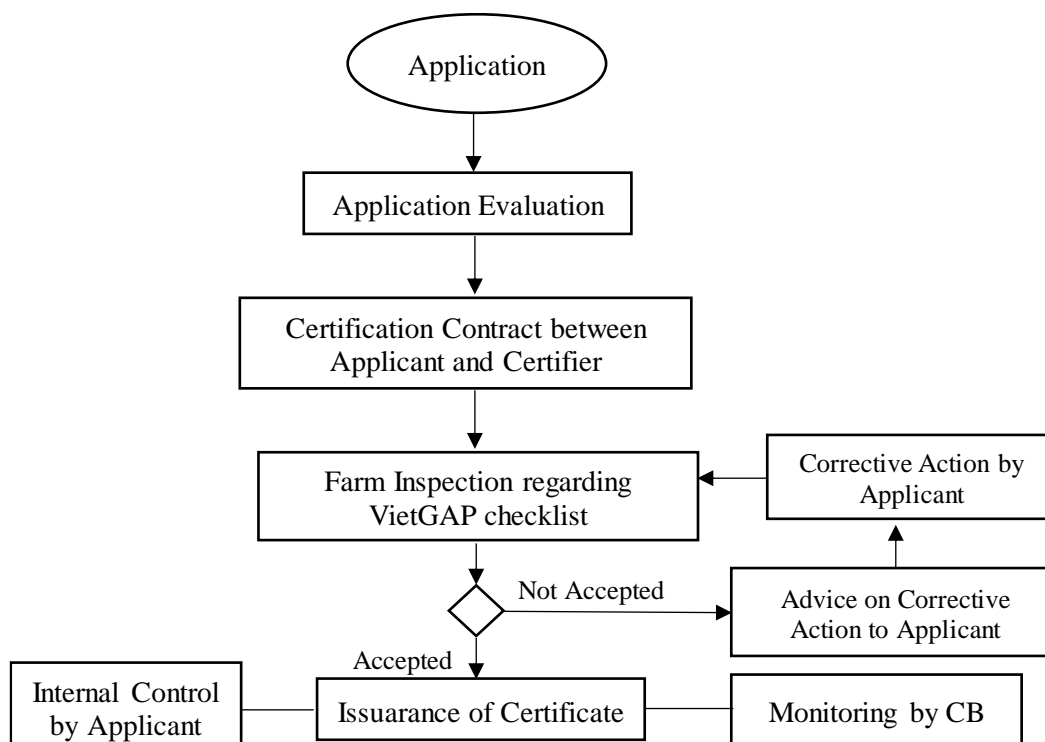 Application
Application Evaluation
Certification Contract between
Applicant and Certifier
Farm Inspection regarding
VietGAP checklist
Corrective Action by
Applicant
Not Accepted
Advice on Corrective
Action to Applicant
Accepted
Internal Control
by Applicant
Issuarance of Certificate
Monitoring by CB